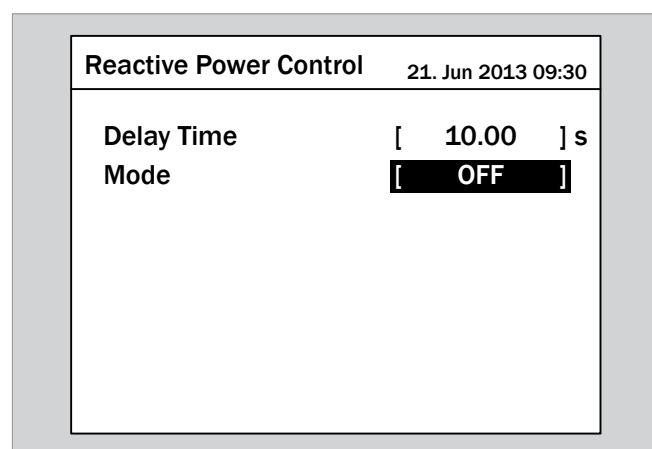 Reactive Power Control 21. Jun 2013 09:30
Delay Time [ 10.00 ] s
Mode [ OFF ]